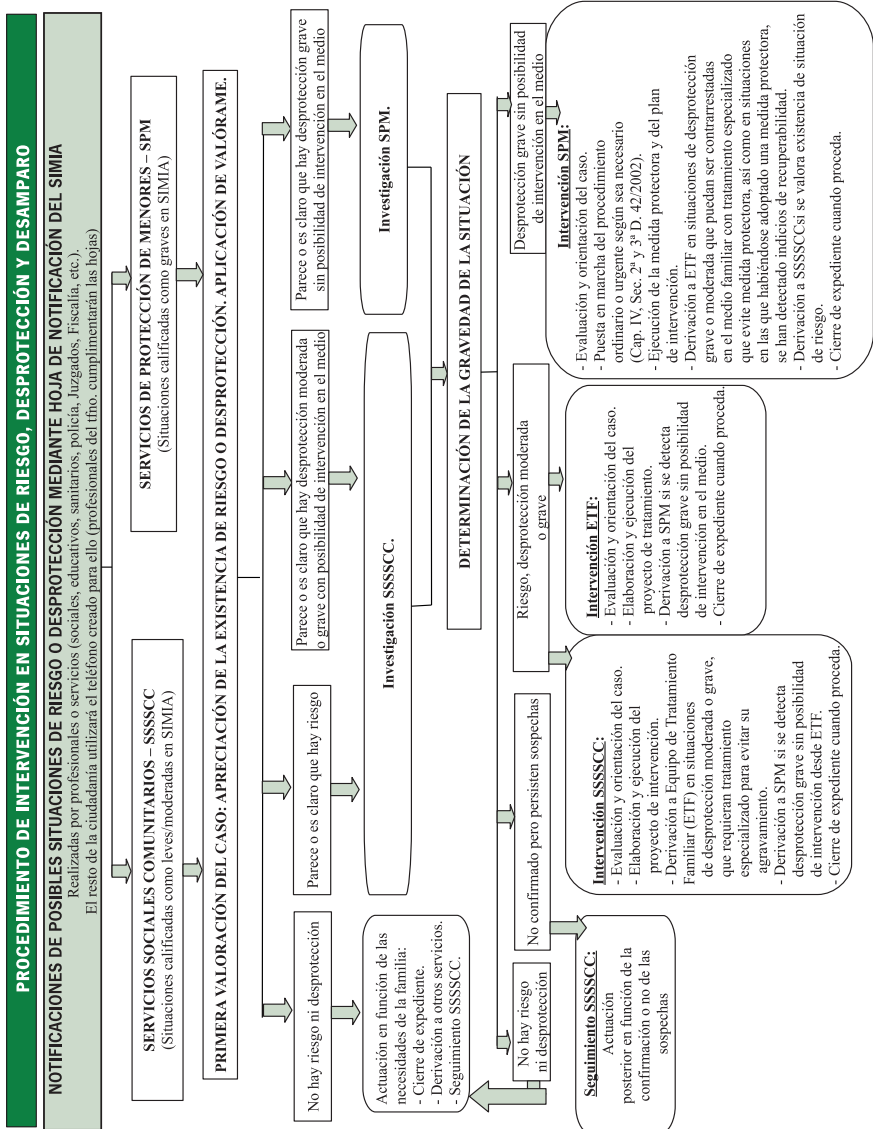 PROCEDIMIENTO DE INTERVENCIÓN EN SITUACIONES DE RIESGO, DESPROTECCIÓN Y DESAMPARO
NOTIFICACIONES DE POSIBLES SITUACIONES DE RIESGO O DESPROTECCIÓN MEDIANTE HOJA DE NOTIFICACIÓN DEL SIMIA
Realizadas por profesionales o servicios (sociales, educativos, sanitarios, policía, Juzgados, Fiscalía, etc.).
El resto de la ciudadanía utilizará el teléfono creado para ello (profesionales del tfno. cumplimentarán las hojas)
SERVICIOS SOCIALES COMUNITARIOS – SSSSCC
(Situaciones calificadas como leves/moderadas en SIMIA)
SERVICIOS DE PROTECCIÓN DE MENORES – SPM
(Situaciones calificadas como graves en SIMIA)
PRIMERA VALORACIÓN DEL CASO: APRECIACIÓN DE LA EXISTENCIA DE RIESGO O DESPROTECCIÓN. APLICACIÓN DE VALÓRAME.
No hay riesgo ni desprotección
Parece o es claro que hay riesgo
Parece o es claro que hay desproteción moderada
o grave con posibilidad de intervención en el medio
Parece o es claro que hay desprotección grave
sin posibilidad de intervención en el medio
Actuación en función de las
necesidades de la familia:
- Cierre de expediente.
- Derivación a otros servicios.
- Seguimiento SSSSCC.
Investigación SSSSCC.
Investigación SPM.
DETERMINACIÓN DE LA GRAVEDAD DE LA SITUACIÓN
No hay riesgo
ni desprotección
No confirmado pero persisten sospechas
Riesgo, desprotección moderada
o grave
Desprotección grave sin posibilidad
de intervención en el medio
Seguimiento SSSSCC:
Actuación
posterior en función de la
confirmación o no de las
sospechas
Intervención SSSSCC:
- Evaluación y orientación del caso.
- Elaboración y ejecución del
proyecto de intervención.
- Derivación a Equipo de Tratamiento
Familiar (ETF) en situaciones
de desprotección moderada o grave,
que requieran tratamiento
especializado para evitar su
agravamiento.
- Derivación a SPM si se detecta
desprotección grave sin posibilidad
de intervención desde ETF.
- Cierre de expediente cuando proceda.
Intervención ETF:
- Evaluación y orientación del caso.
- Elaboración y ejecución del
proyecto de tratamiento.
- Derivación a SPM si se detecta
desprotección grave sin posibilidad
de intervención en el medio.
- Cierre de expediente cuando proceda.
Intervención SPM:
- Evaluación y orientación del caso.
- Puesta en marcha del procedimiento
ordinario o urgente según sea necesario
(Cap. IV, Sec. 2ª y 3ª D. 42/2002).
- Ejecución de la medida protectora y del plan
de intervención.
- Derivación a ETF en situaciones de desprotección
grave o moderada que puedan ser contrarrestadas
en el medio familiar con tratamiento especializado
que evite medida protectora, así como en situaciones
en las que habiéndose adoptado una medida protectora,
se han detectado indicios de recuperabilidad.
- Derivación a SSSSCCsi se valora existencia de situación
de riesgo.
- Cierre de expediente cuando proceda.